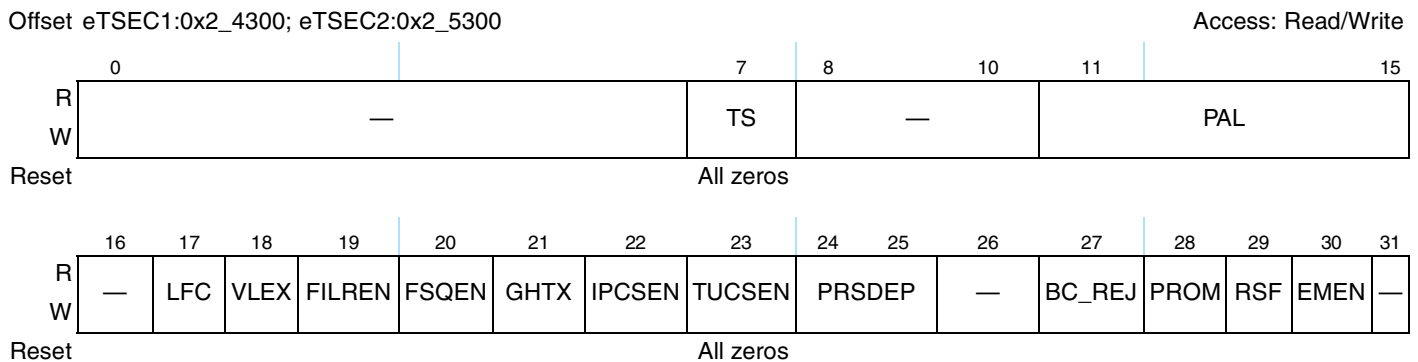 Offset eTSEC1:0x2_4300; eTSEC2:0x2_5300 Access: Read/Write
0 7 8 10 11 15
R
— TS — PAL
W
Reset All zeros
16 17 18 19 20 21 22 23 24 25 26 27 28 29 30 31
R
— LFC VLEX FILREN FSQEN GHTX IPCSEN TUCSEN PRSDEP — BC_REJ PROM RSF EMEN —
W
Reset All zeros